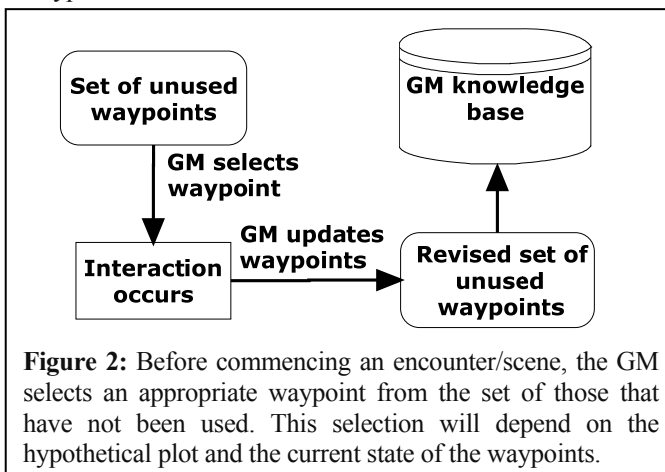 Set of unused
waypoints
GM knowledge
base
GM selects
waypoint
GM updates
waypoints
Interaction
occurs
Revised set of
unused
waypoints
Figure 2: Before commencing an encounter/scene, the GM
selects an appropriate waypoint from the set of those that
have not been used. This selection will depend on the
hypothetical plot and the current state of the waypoints.